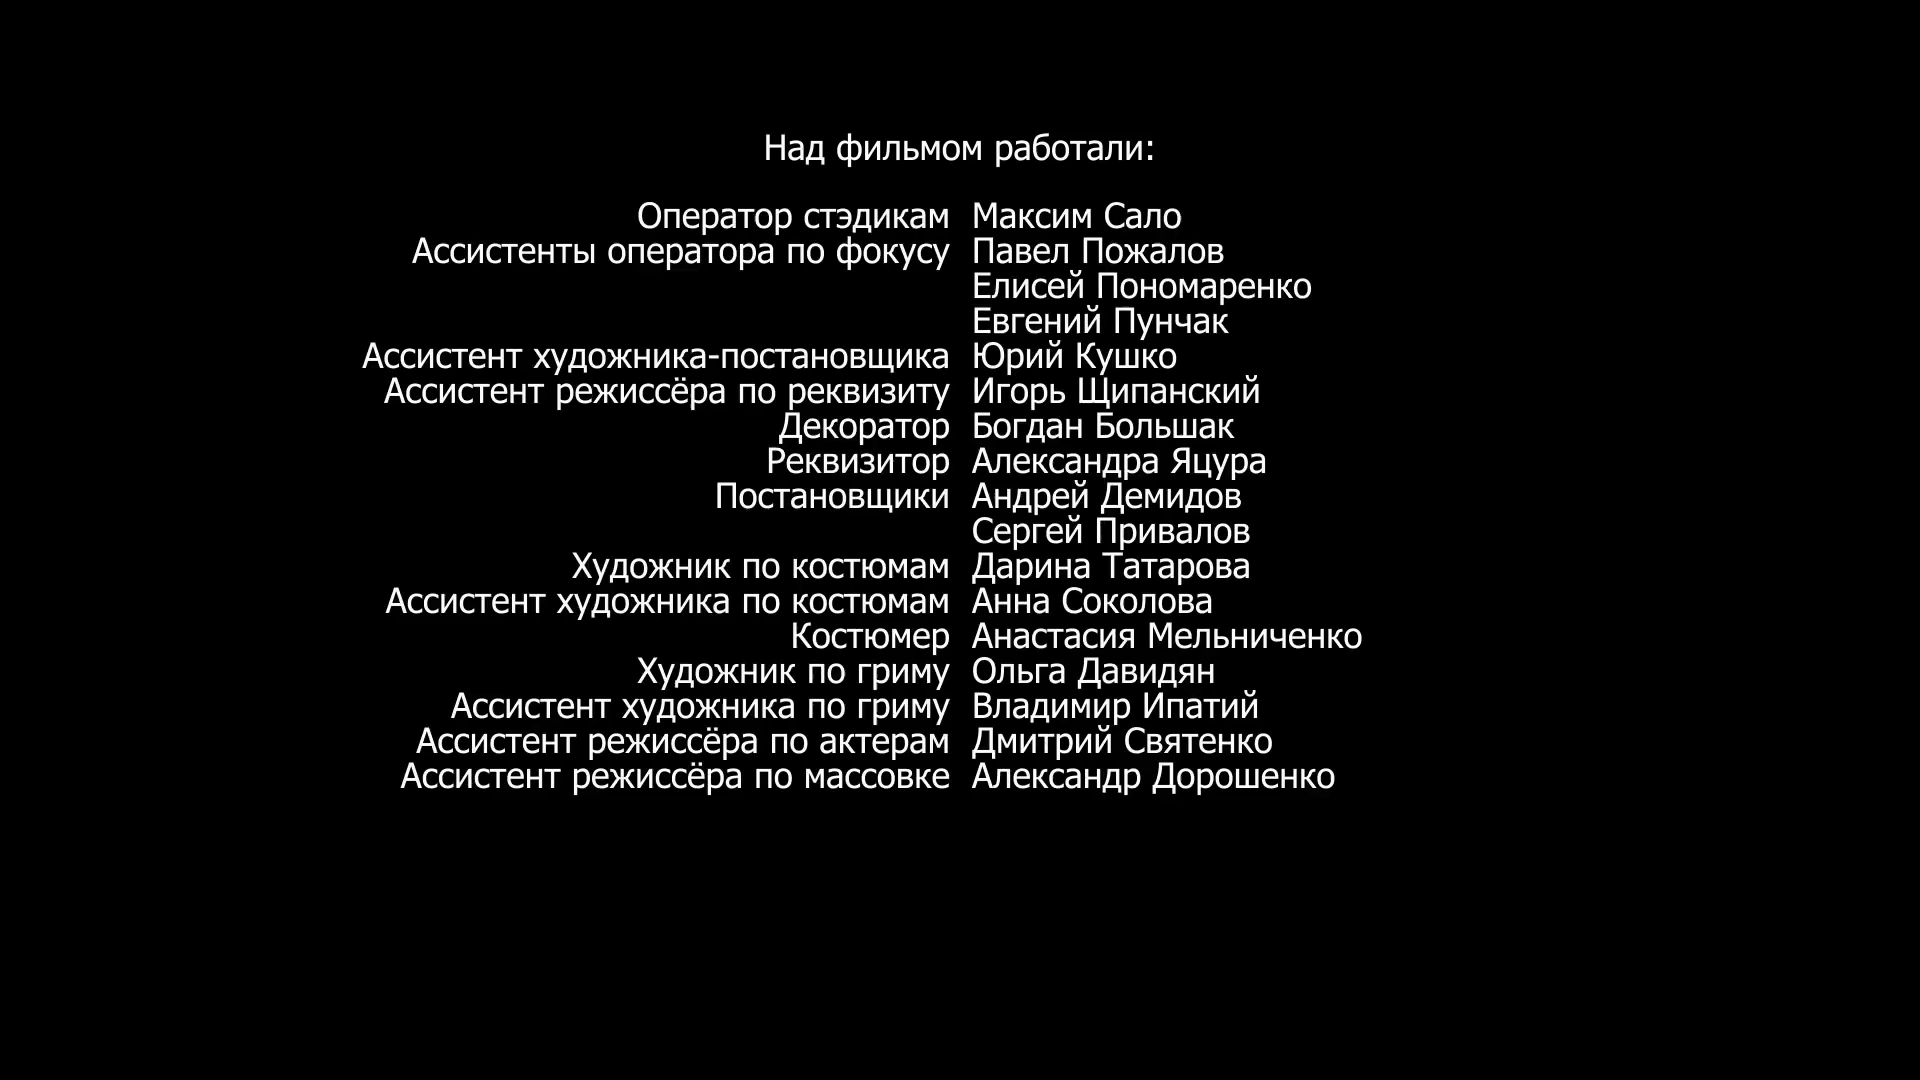 Над фильмом работали:
Оператор стэдикам Максим Сало
Ассистенты оператора по фокусу Павел Пожалов
Елисей Пономаренко
Евгений Пунчак
Ассистент художника-постановщика Юрий Кушко
Ассистент режиссёра по реквизиту Игорь Щипанский
Декоратор Богдан Большак
Реквизитор Александра Яцура
Постановщики Андрей Демидов
Сергей Привалов
Художник по костюмам Дарина Татарова
Ассистент художника по костюмам Анна Соколова
Костюмер Анастасия Мельниченко
Художник по гриму Ольга Давидян
Ассистент художника по гриму Владимир Ипатий
Ассистент режиссёра по актерам Дмитрий Святенко
Ассистент режиссёра по массовке Александр Дорошенко